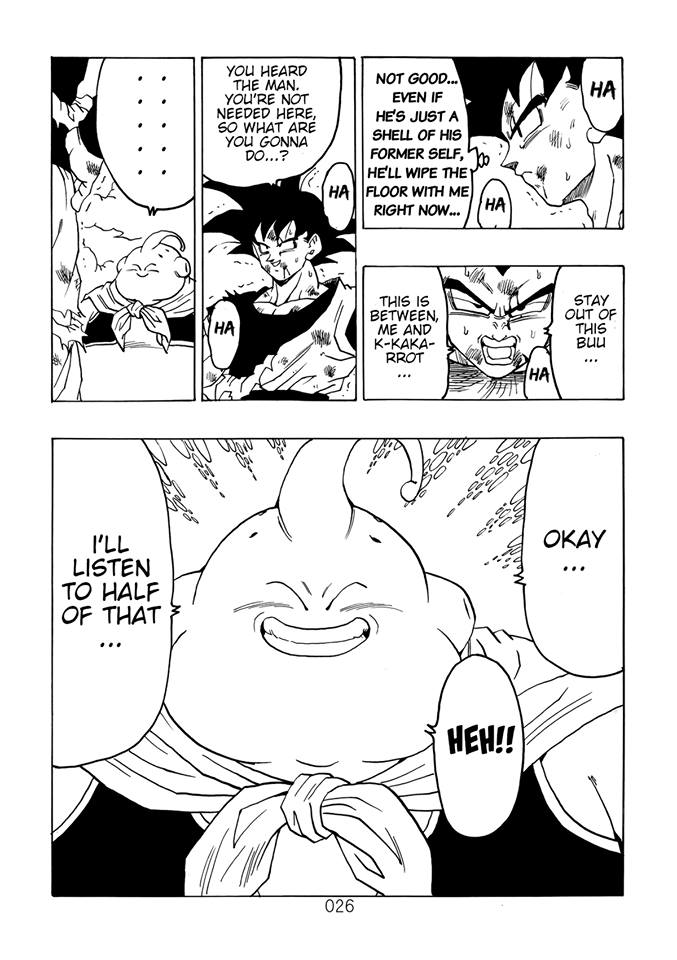 HA
NOT GOOD...
EVEN IF
HE'S JUST A
SHELL OF HIS
FORMER SELF,
HE'LL WIPE THE
FLOOR WITH ME
RIGHT NOW...
HA
STAY
OUT OF
THIS
BUU
...
HA
THIS IS
BETWEEN,
ME AND
K-KAKA-
RROT
...
YOU HEARD
THE MAN.
YOU'RE NOT
NEEDED HERE,
SO WHAT ARE
YOU GONNA
DO...?
HA
HA
. .
. .
. .
. .
. .
OKAY
...
I'LL
LISTEN
TO HALF
OF THAT
...
HEH!!
026